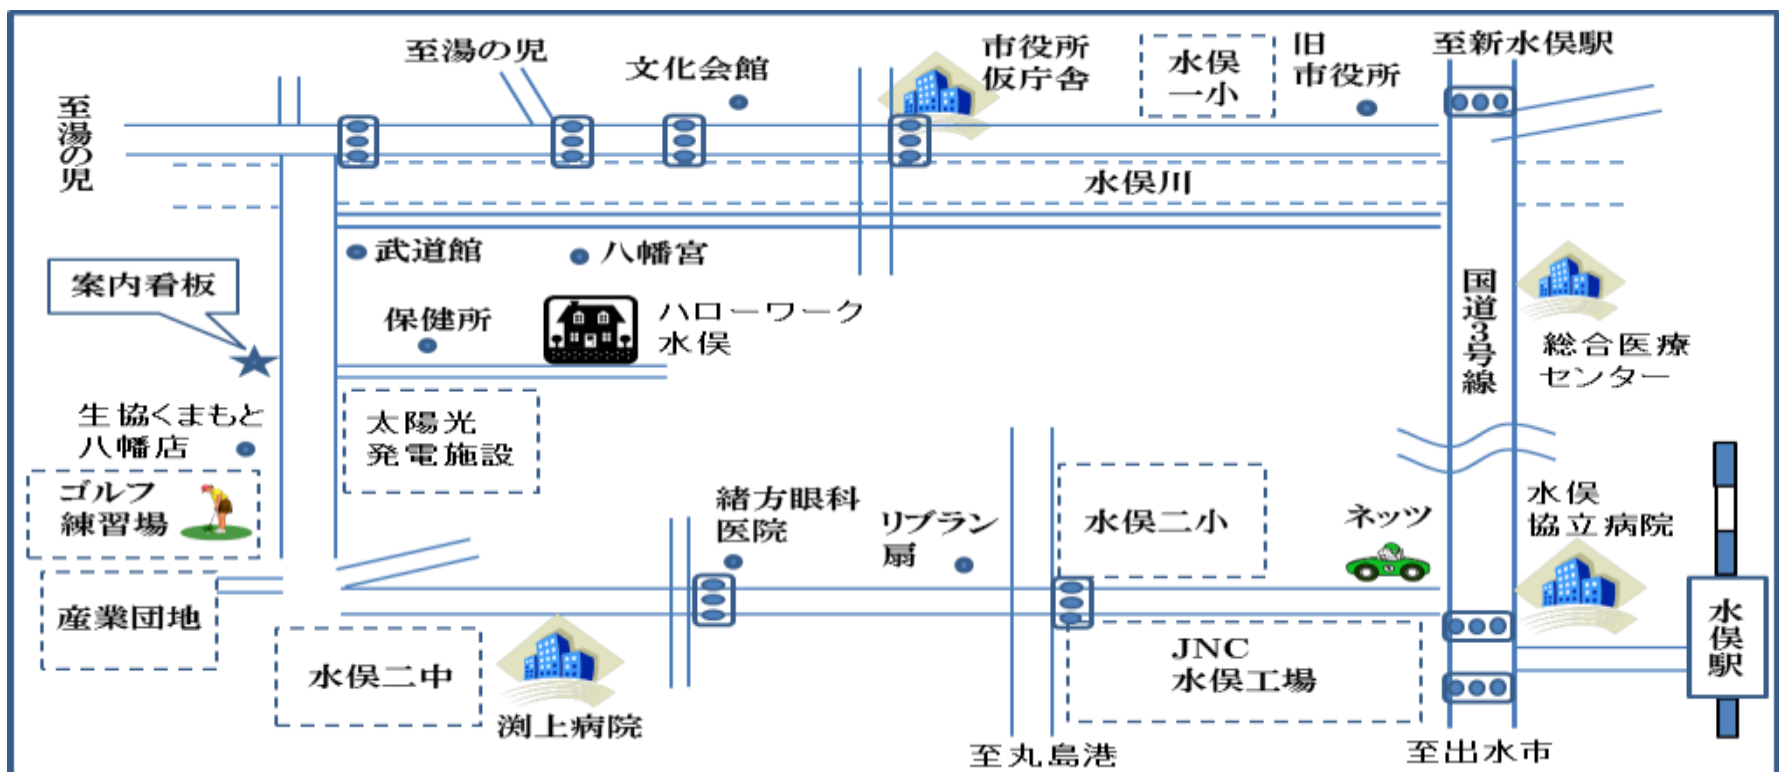 至湯の児
至湯の児
文化会館
市役所
仮庁舎
水俣
一小
旧
市役所
至新水俣駅
水俣川
武道館
八幡宮
案内看板
保健所
ハローワーク
水俣
国道3号線
総合医療
センター
生協くまもと
八幡店
太陽光
発電施設
ゴルフ
練習場
緒方眼科
医院
リブラン
扇
水俣二小
ネッツ
水俣
協立病院
産業団地
水俣二中
渕上病院
JNC
水俣工場
水俣駅
至丸島港
至出水市